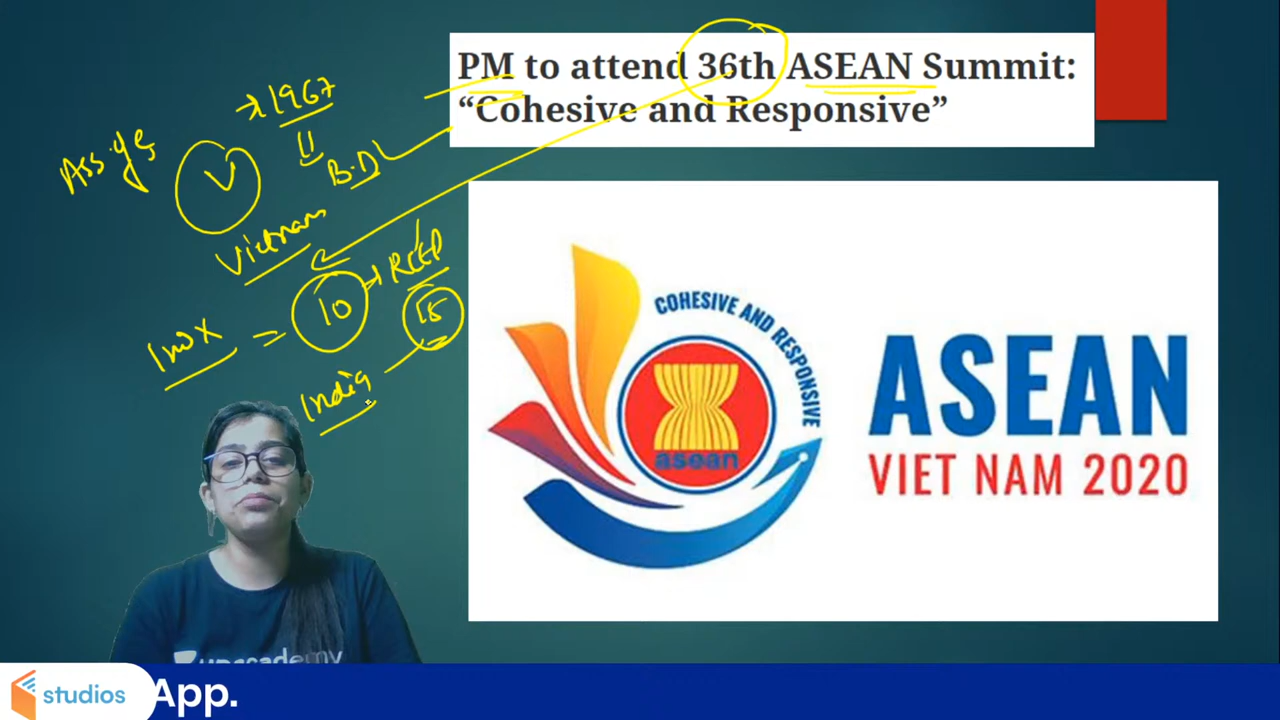 PM to attend 36th ASEAN Summit:
“Cohesive and Responsive”
1967
11
B.D
V
Vietnam
10
RCEP
15
India
COHESIVE AND RESPONSIVE
asean
ASEAN
VIET NAM 2020
studios
App.